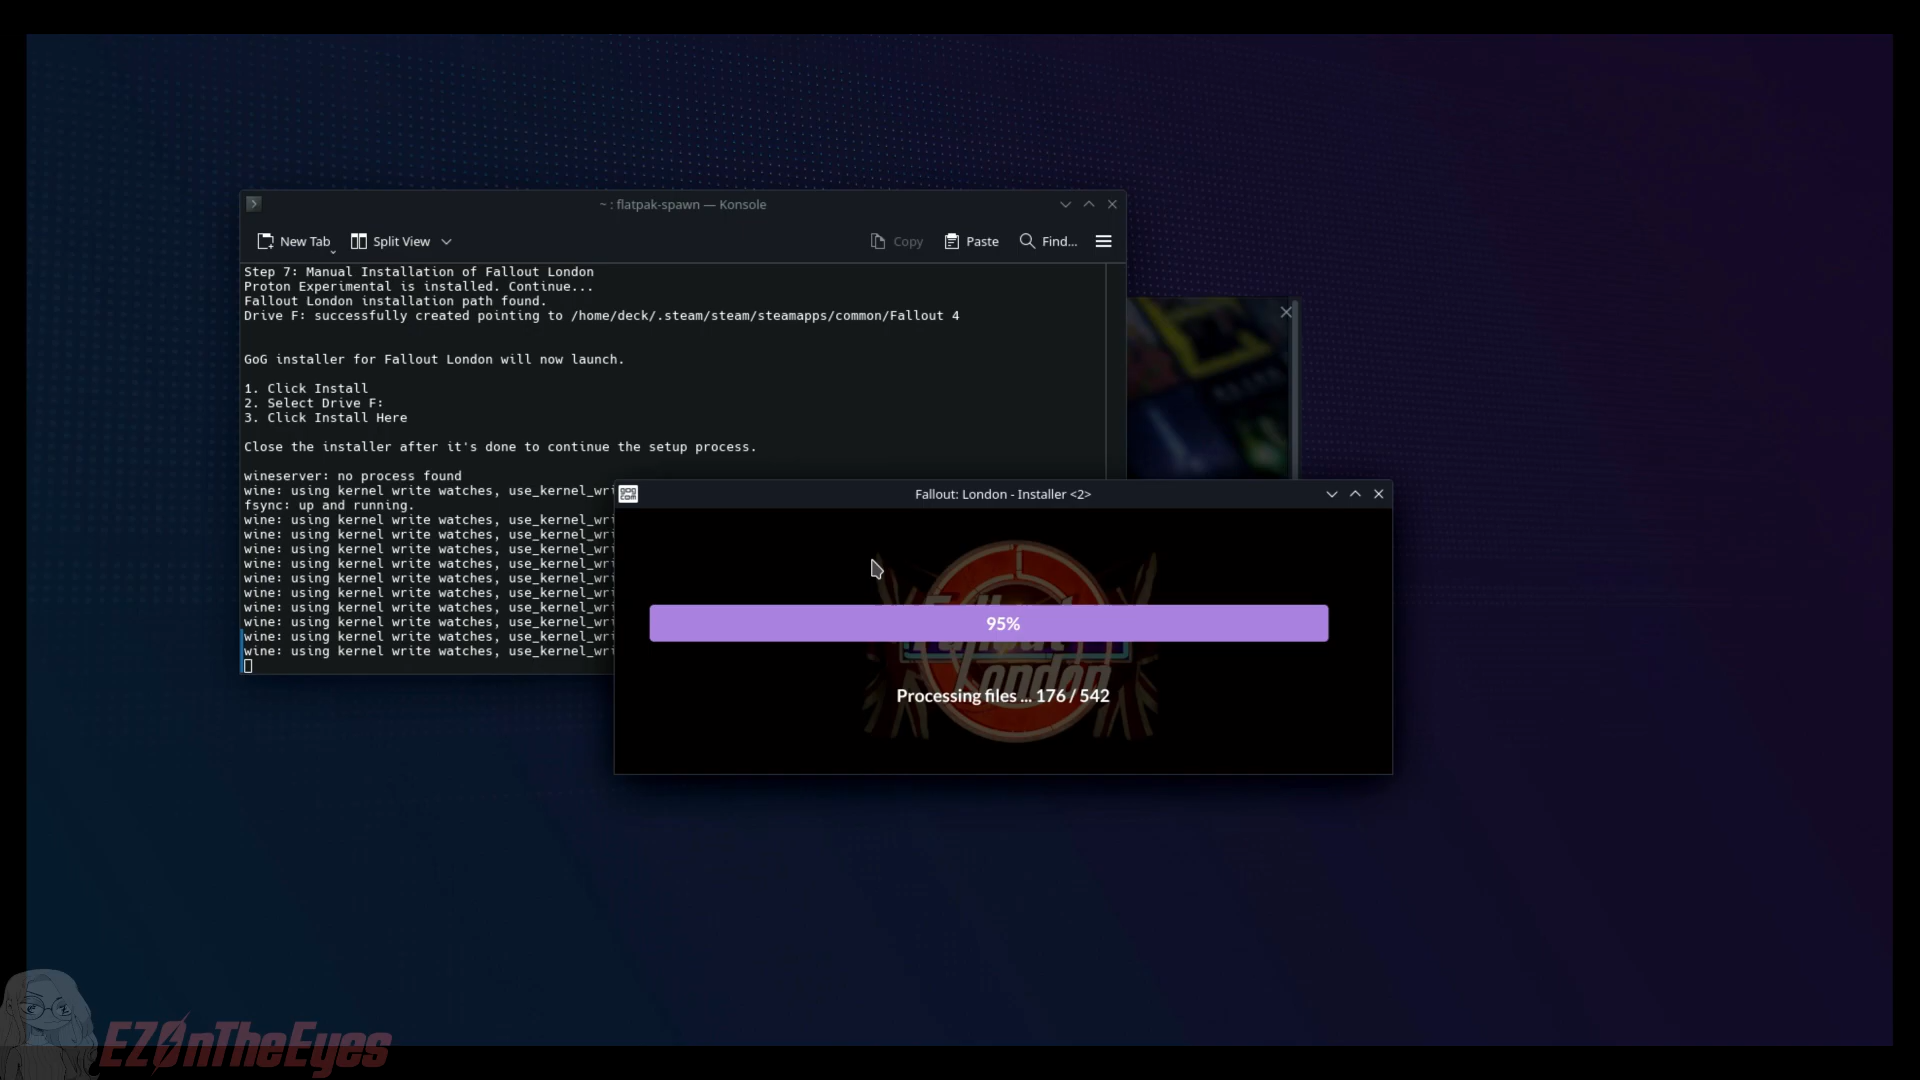 ~ : flatpak-spawn — Konsole
New Tab
Split View
Copy
Paste
Find...
Step 7: Manual Installation of Fallout London
Proton Experimental is installed. Continue...
Fallout London installation path found.
Drive F: successfully created pointing to /home/deck/.steam/steam/steamapps/common/Fallout 4
GoG installer for Fallout London will now launch.
1. Click Install
2. Select Drive F:
3. Click Install Here
Close the installer after it's done to continue the setup process.
wineserver: no process found
wine: using kernel write watches, use_kernel_wri
fsync: up and running.
wine: using kernel write watches, use_kernel_wri
wine: using kernel write watches, use_kernel_wri
wine: using kernel write watches, use_kernel_wri
wine: using kernel write watches, use_kernel_wri
wine: using kernel write watches, use_kernel_wri
wine: using kernel write watches, use_kernel_wri
wine: using kernel write watches, use_kernel_wri
wine: using kernel write watches, use_kernel_wri
wine: using kernel write watches, use_kernel_wri
wine: using kernel write watches, use_kernel_wri
gog
com
Fallout: London - Installer <2>
95%
Fallout
London
Processing files ... 176 / 542
EZOnTheEyes